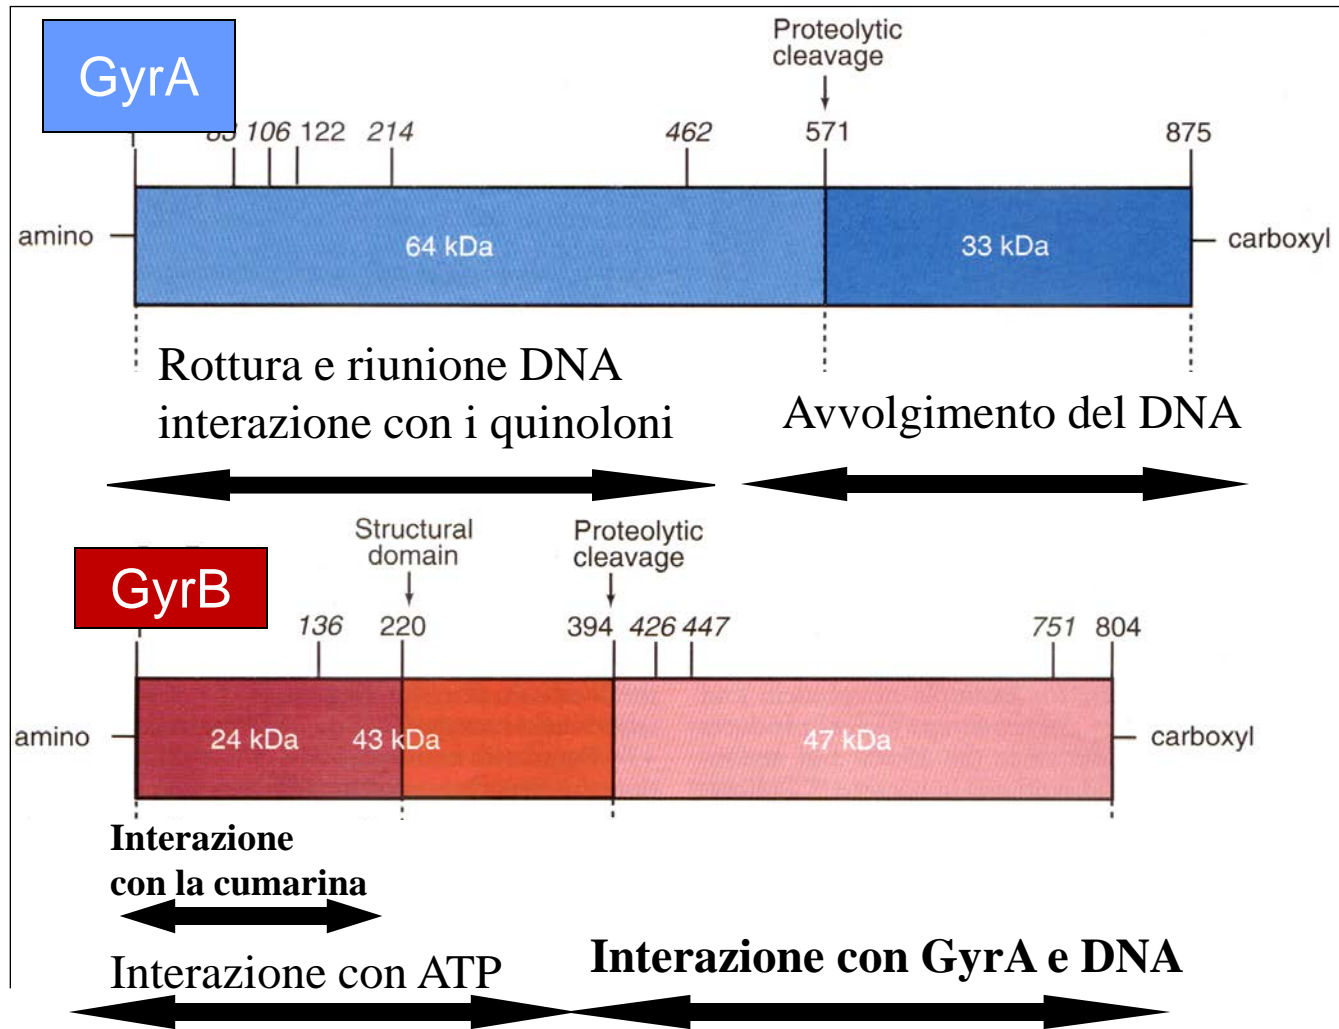 GyrA
Proteolytic
cleavage
106 122 214 462 571 875
amino
64 kDa
33 kDa
carboxyl
Rottura e riunione DNA
interazione con i quinoloni
Avvolgimento del DNA
Structural
domain
Proteolytic
cleavage
GyrB
136 220 394 426 447 751 804
amino
24 kDa
43 kDa
47 kDa
carboxyl
Interazione
con la cumarina
Interazione con ATP
Interazione con GyrA e DNA